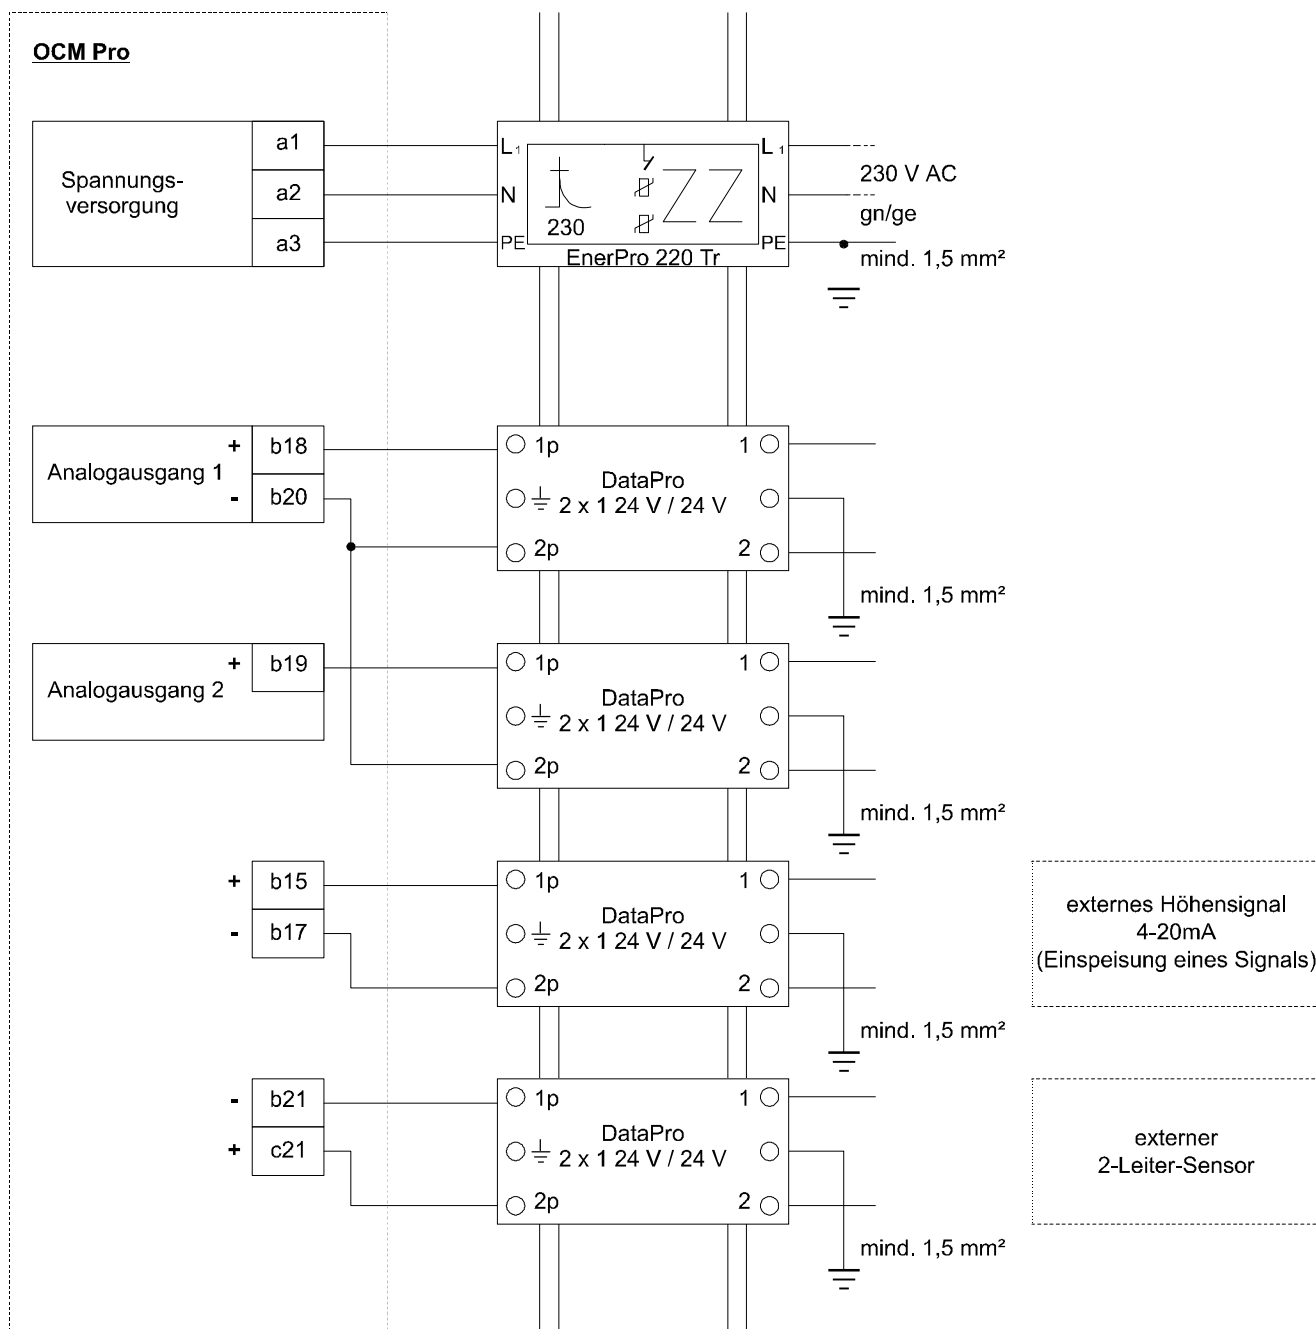 OCM Pro
Spannungs-
versorgung
a1
a2
a3
L1
N
PE
230
EnerPro 220 Tr
L1
N
PE
230 V AC
gn/ge
mind. 1,5 mm²
Analogausgang 1
+ b18
- b20
1p
2p
DataPro
2 x 1 24 V / 24 V
1
2
mind. 1,5 mm²
Analogausgang 2
+ b19
1p
2p
DataPro
2 x 1 24 V / 24 V
1
2
mind. 1,5 mm²
+ b15
- b17
1p
2p
DataPro
2 x 1 24 V / 24 V
1
2
mind. 1,5 mm²
externes Höhensignal
4-20mA
(Einspeisung eines Signals)
- b21
+ c21
1p
2p
DataPro
2 x 1 24 V / 24 V
1
2
mind. 1,5 mm²
externer
2-Leiter-Sensor